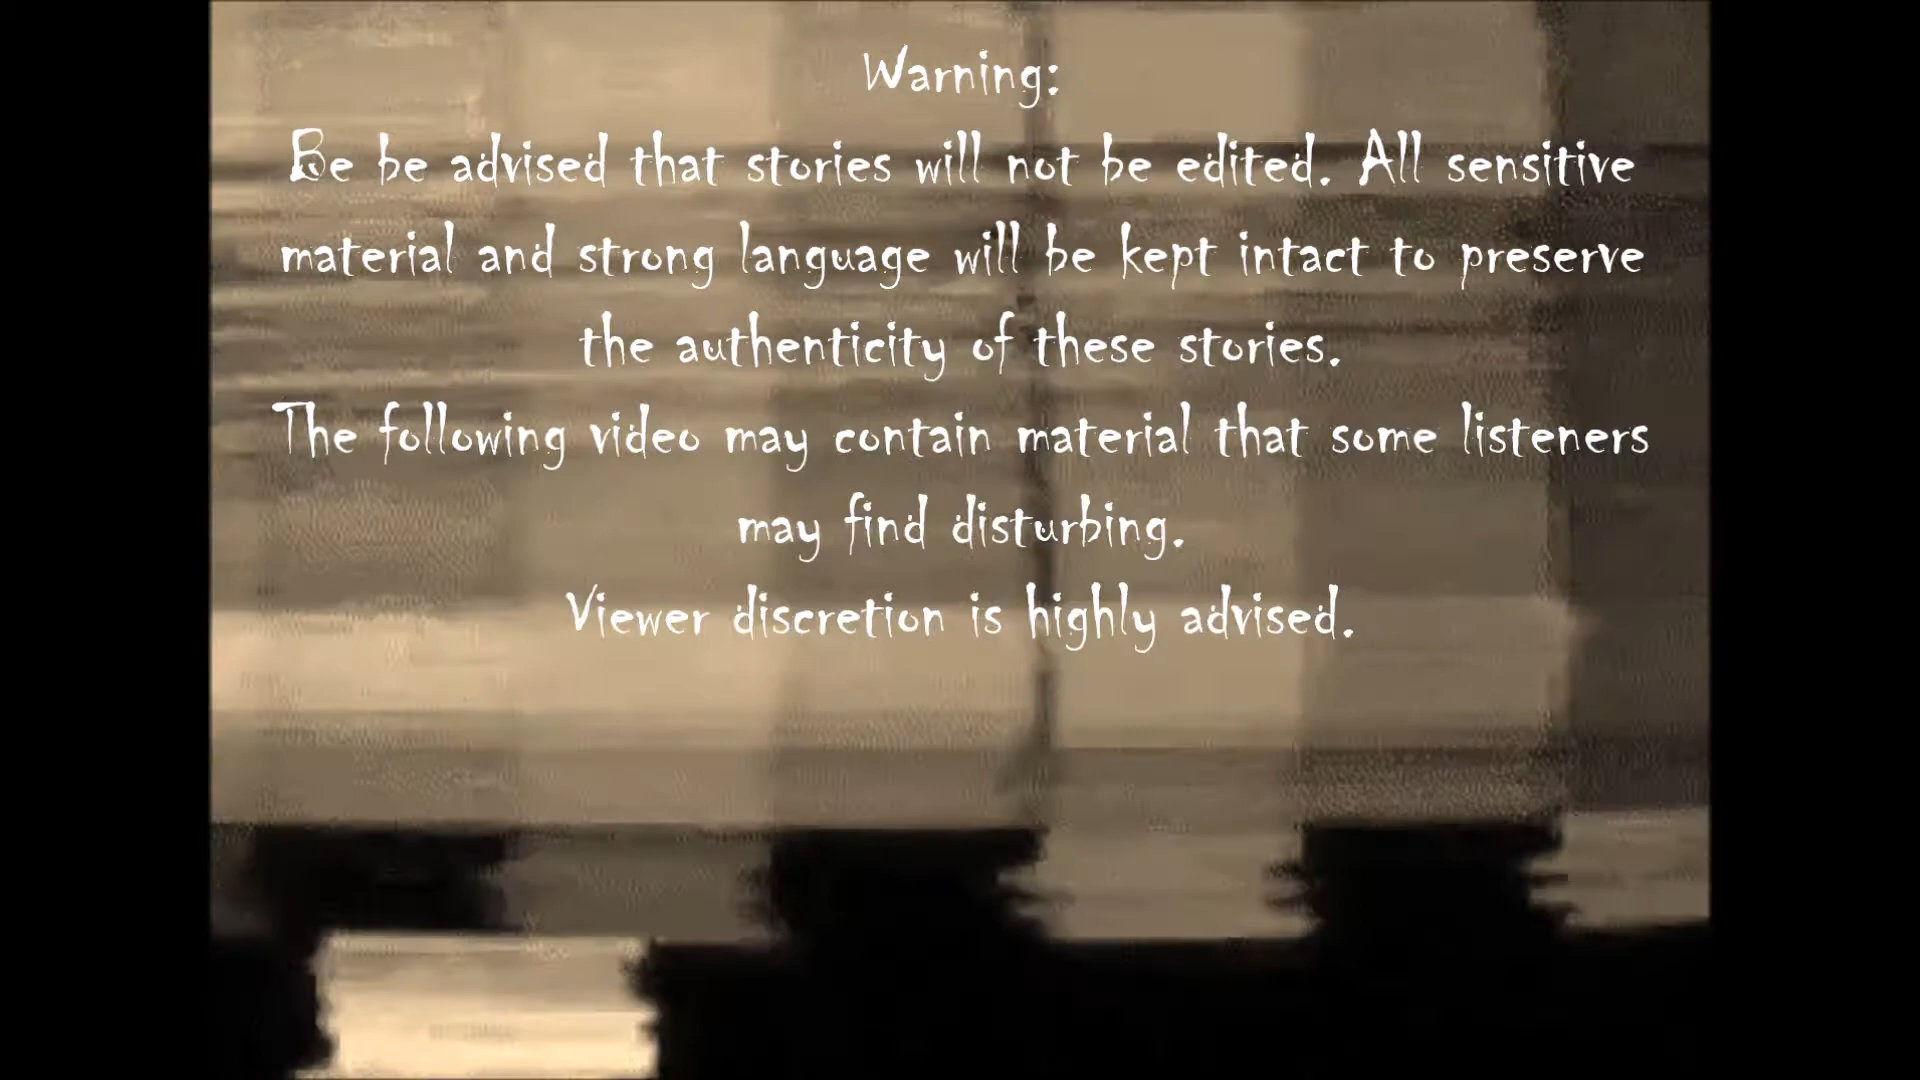 Warning:
Be be advised that stories will not be edited. All sensitive
material and strong language will be kept intact to preserve
the authenticity of these stories.
The following video may contain material that some listeners
may find disturbing.
Viewer discretion is highly advised.